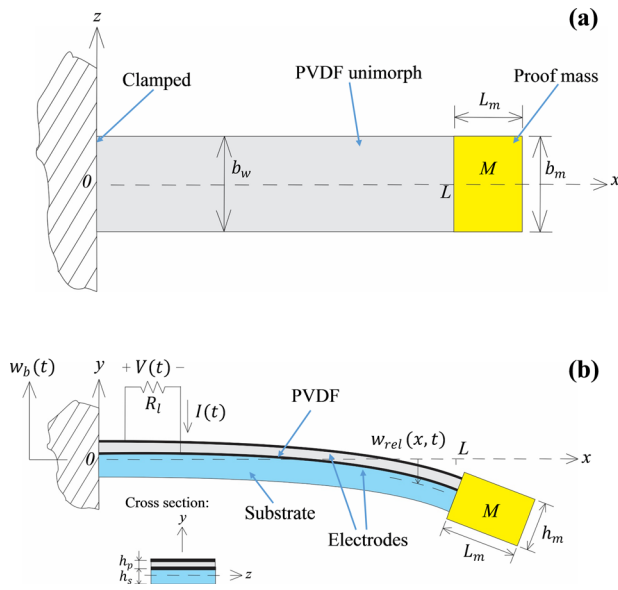 (a)
z
Clamped
PVDF unimorph
Proof mass
L_m
0
b_w
M
L
b_m
x
(b)
w_b(t)
y
+ V(t) −
R_l
I(t)
PVDF
w_rel(x, t)
L
x
0
Substrate
Electrodes
M
h_m
L_m
Cross section:
y
h_p
h_s
z